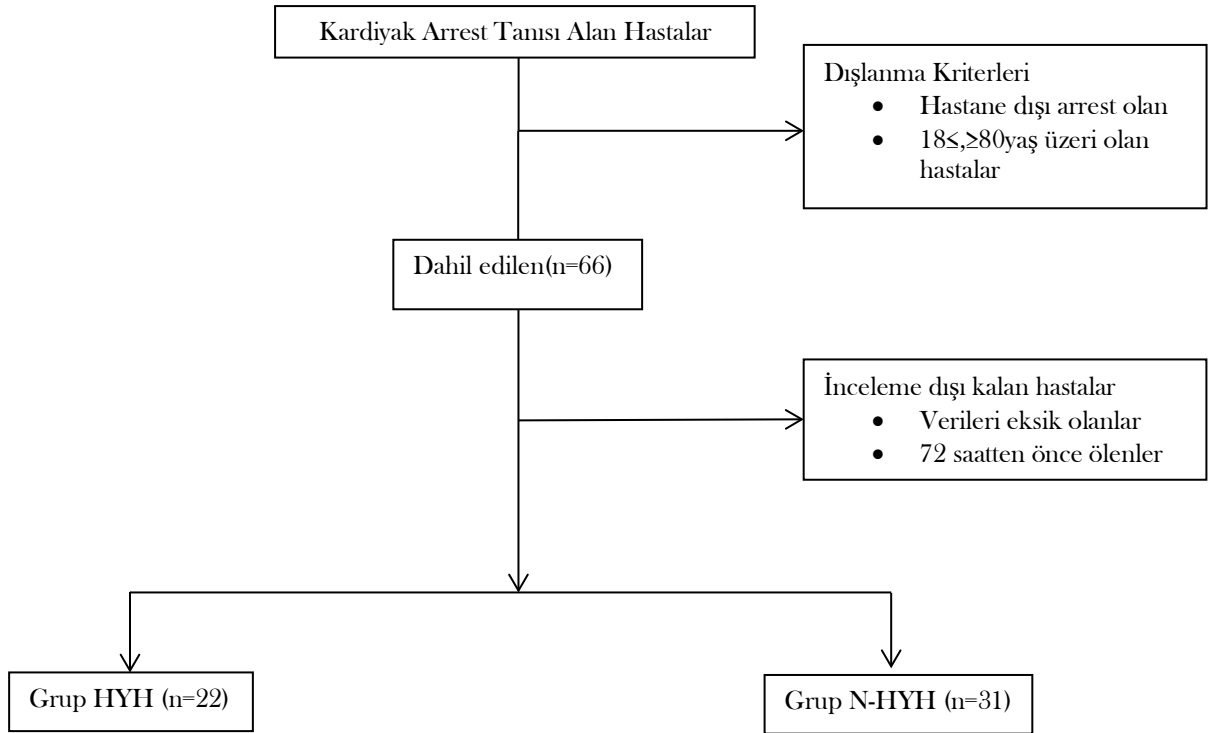 Kardiyak Arrest Tanısı Alan Hastalar
Dışlanma Kriterleri
• Hastane dışı arrest olan
• 18≤,≥80yaş üzeri olan
hastalar
Dahil edilen(n=66)
İnceleme dışı kalan hastalar
• Verileri eksik olanlar
• 72 saatten önce ölenler
Grup HYH (n=22)
Grup N-HYH (n=31)